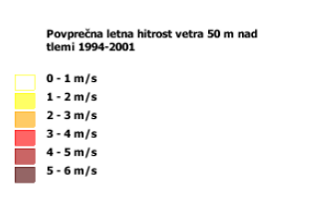 Povprečna letna hitrost vetra 50 m nad
tlemi 1994-2001
0 - 1 m/s
1 - 2 m/s
2 - 3 m/s
3 - 4 m/s
4 - 5 m/s
5 - 6 m/s